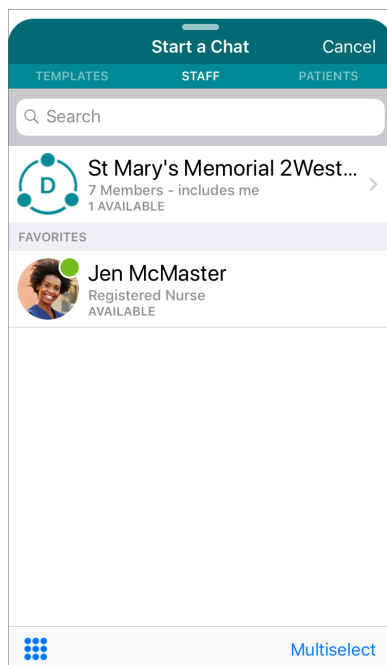 Start a Chat
Cancel
TEMPLATES
STAFF
PATIENTS
Search
D
St Mary's Memorial 2West...
7 Members - includes me
1 AVAILABLE
FAVORITES
Jen McMaster
Registered Nurse
AVAILABLE
Multiselect